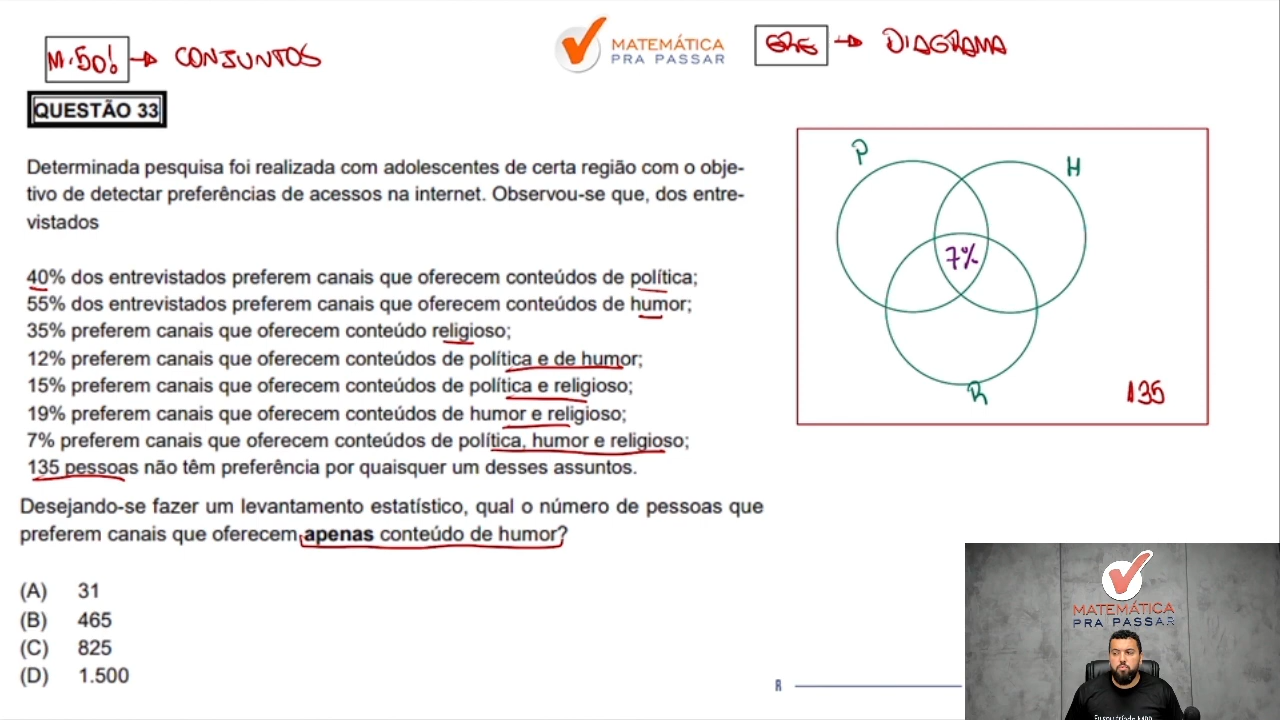 M.50! → CONJUNTOS
MATEMÁTICA
PRA PASSAR
→ DIAGRAMA
QUESTÃO 33
Determinada pesquisa foi realizada com adolescentes de certa região com o obje-
tivo de detectar preferências de acessos na internet. Observou-se que, dos entre-
vistados
40% dos entrevistados preferem canais que oferecem conteúdos de política;
55% dos entrevistados preferem canais que oferecem conteúdos de humor;
35% preferem canais que oferecem conteúdo religioso;
12% preferem canais que oferecem conteúdos de política e de humor;
15% preferem canais que oferecem conteúdos de política e religioso;
19% preferem canais que oferecem conteúdos de humor e religioso;
7% preferem canais que oferecem conteúdos de política, humor e religioso;
135 pessoas não têm preferência por quaisquer um desses assuntos.
Desejando-se fazer um levantamento estatístico, qual o número de pessoas que
preferem canais que oferecem apenas conteúdo de humor?
(A) 31
(B) 465
(C) 825
(D) 1.500
P
H
7%
R
135
8
MATEMÁTICA
PRA PASSAR